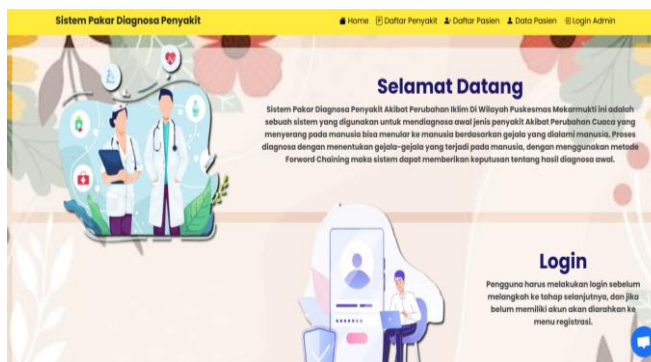 Sistem Pakar Diagnosa Penyakit
Home Daftar Penyakit Daftar Pasien Data Pasien Login Admin
Selamat Datang
Sistem Pakar Diagnosa Penyakit Akibat Perubahan Iklim Di Wilayah Puskesmas Mekarmukti ini adalah
sebuah sistem yang digunakan untuk mendiagnosa awal jenis penyakit Akibat Perubahan Cuaca yang
menyerang pada manusia bisa menular ke manusia berdasarkan gejala yang dialami manusia. Proses
diagnosa dengan menentukan gejala-gejala yang terjadi pada manusia, dengan menggunakan metode
Forward Chaining maka sistem dapat memberikan keputusan tentang hasil diagnosa awal.
Login
Pengguna harus melakukan login sebelum
melangkah ke tahap selanjutnya, dan jika
belum memiliki akun akan diarahkan ke
menu registrasi.